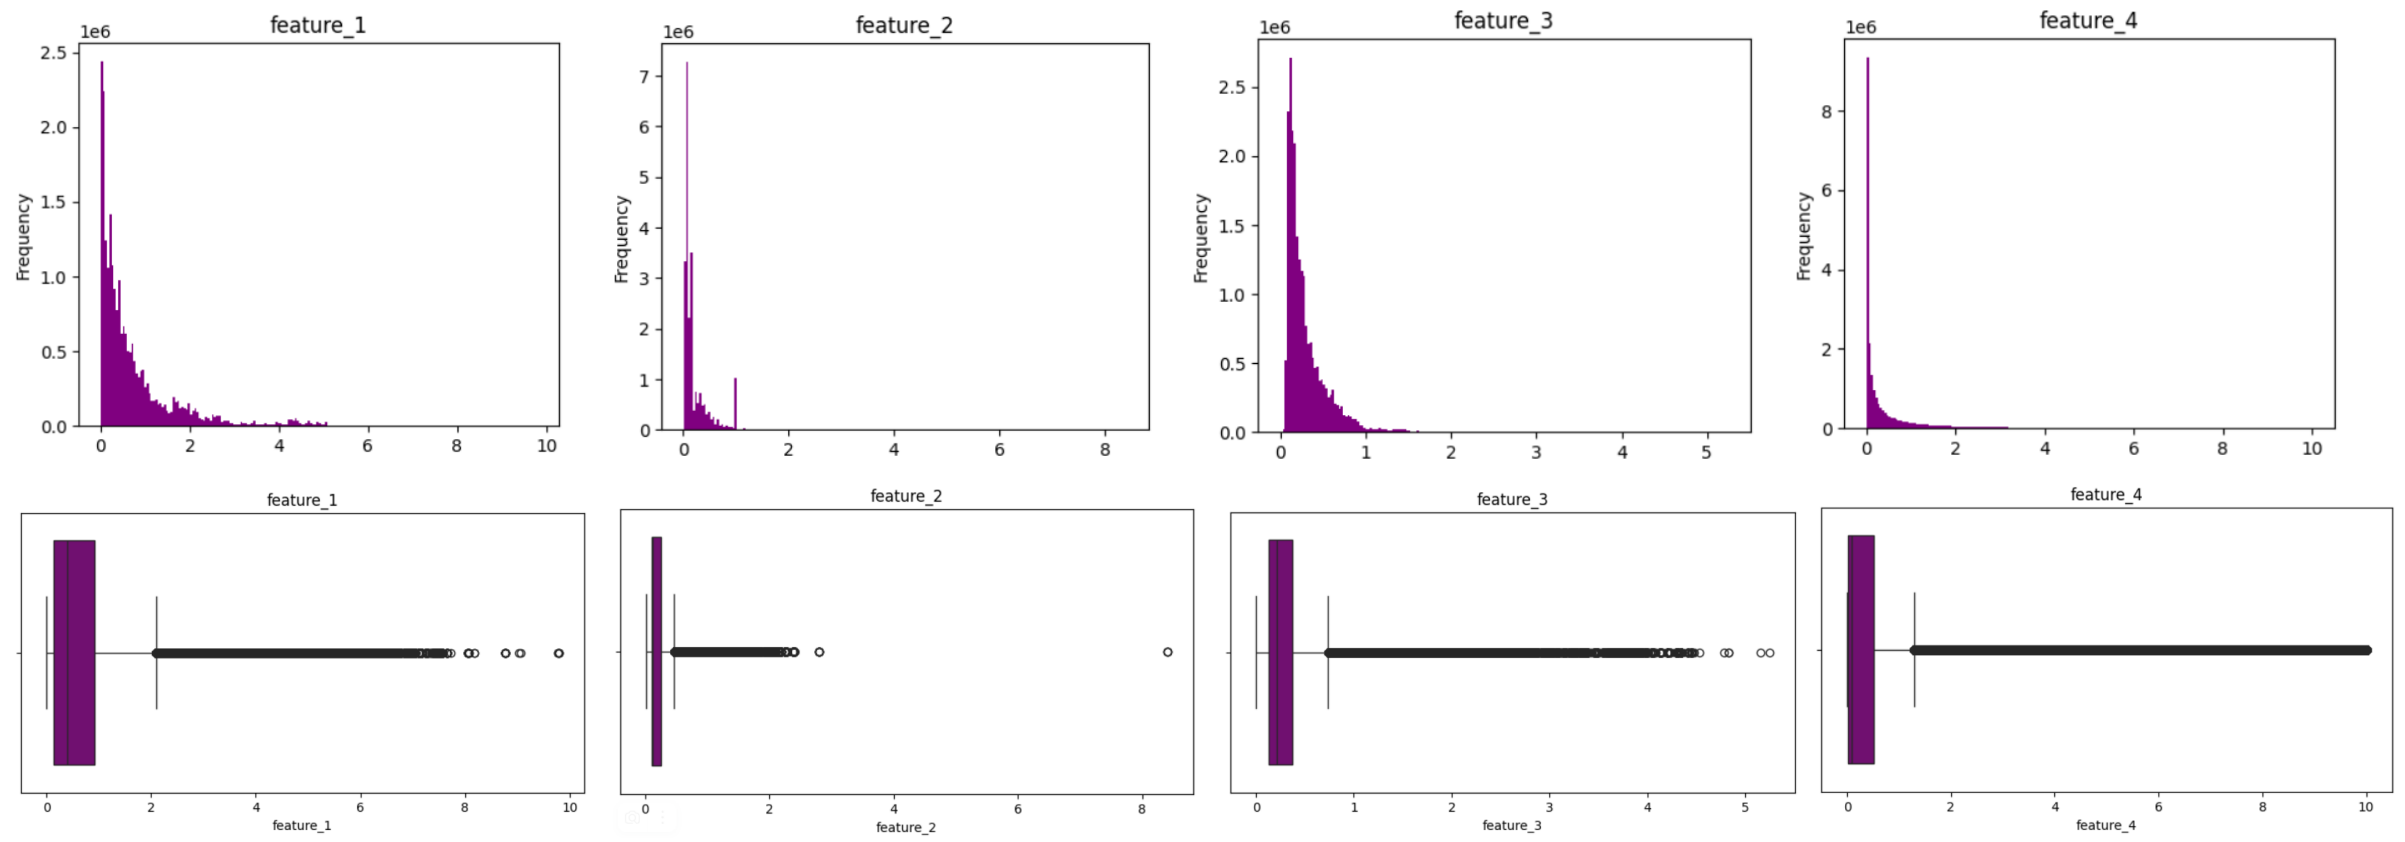 feature_1
1e6
2.5
2.0
1.5
1.0
0.5
0.0
Frequency
0 2 4 6 8 10
feature_2
1e6
7
6
5
4
3
2
1
0
Frequency
0 2 4 6 8
feature_3
1e6
2.5
2.0
1.5
1.0
0.5
0.0
Frequency
0 1 2 3 4 5
feature_4
1e6
8
6
4
2
0
Frequency
0 2 4 6 8 10
feature_1
0 2 4 6 8 10
feature_1
feature_2
0 2 4 6 8
feature_2
feature_3
0 1 2 3 4 5
feature_3
feature_4
0 2 4 6 8 10
feature_4